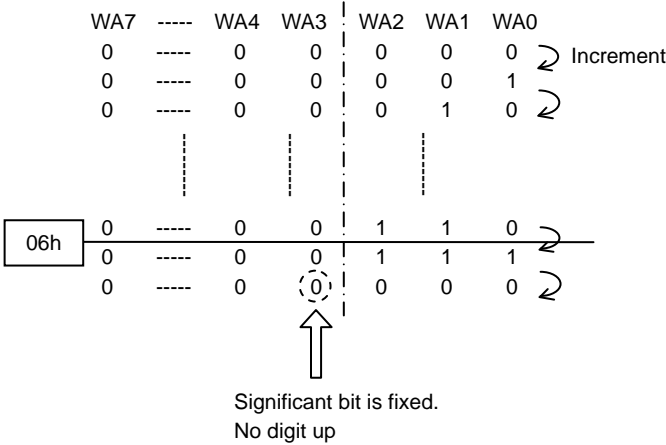 WA7 ----- WA4 WA3 WA2 WA1 WA0
0 ----- 0 0 0 0 0 Increment
0 ----- 0 0 0 0 1
0 ----- 0 0 0 1 0
0 ----- 0 0 1 1 0
06h
0 ----- 0 0 1 1 1
0 ----- 0 0 0 0 0
Significant bit is fixed.
No digit up